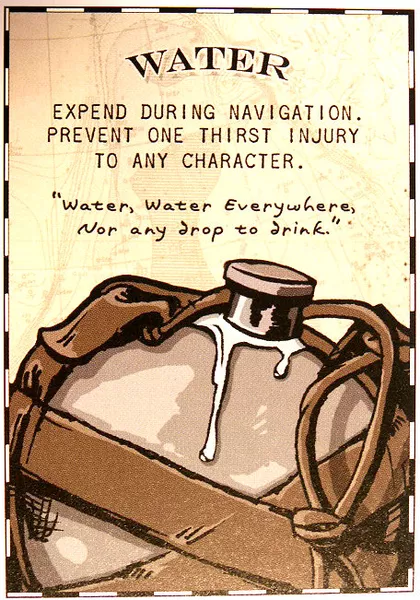 WATER
EXPEND DURING NAVIGATION.
PREVENT ONE THIRST INJURY
TO ANY CHARACTER.
"Water, Water Everywhere,
Nor any drop to drink."